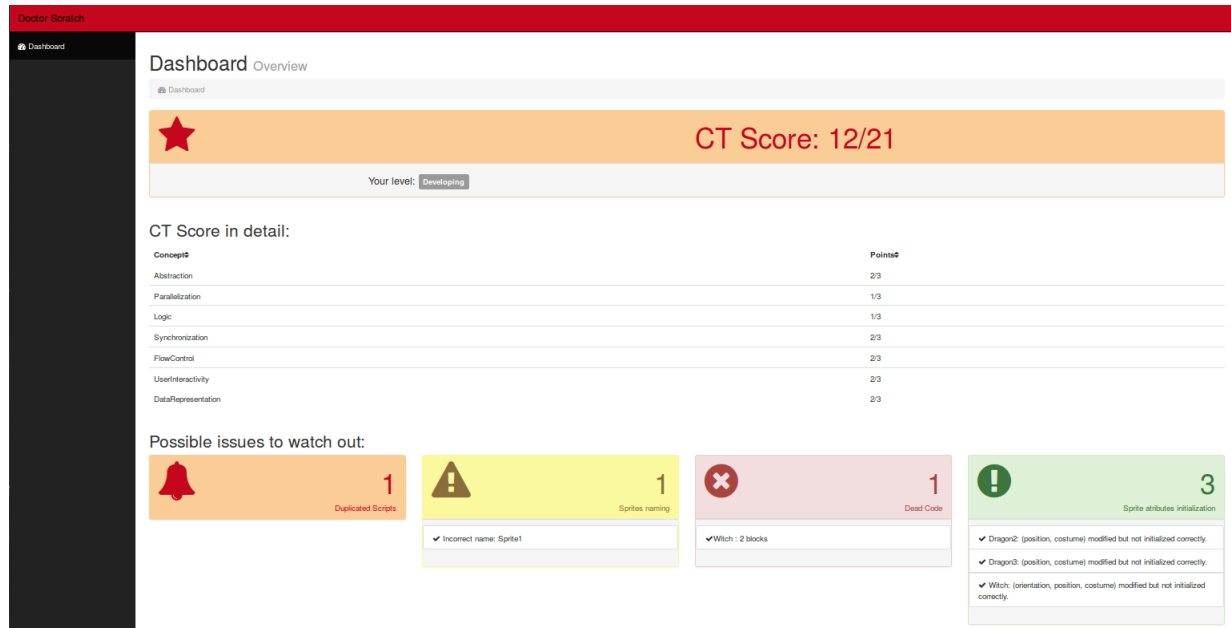 Doctor Scratch
Dashboard
Dashboard Overview
Dashboard
CT Score: 12/21
Your level: Developing
CT Score in detail:
Concept Points
Abstraction 2/3
Parallelization 1/3
Logic 1/3
Synchronization 2/3
FlowControl 2/3
UserInteractivity 2/3
DataRepresentation 2/3
Possible issues to watch out:
1
Duplicated Scripts
1
Sprites naming
Incorrect name: Sprite1
1
Dead Code
Witch : 2 blocks
3
Sprite atributes initialization
Dragon2: (position, costume) modified but not initialized correctly.
Dragon3: (position, costume) modified but not initialized correctly.
Witch: (orientation, position, costume) modified but not initialized
correctly.